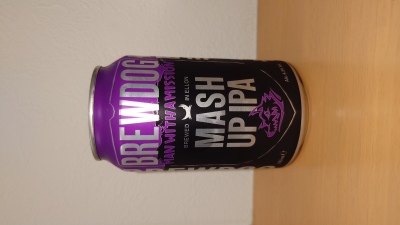 BREWDOG
MAN WITH A MISSION
BREWED IN ELLON
MASH
UP IPA